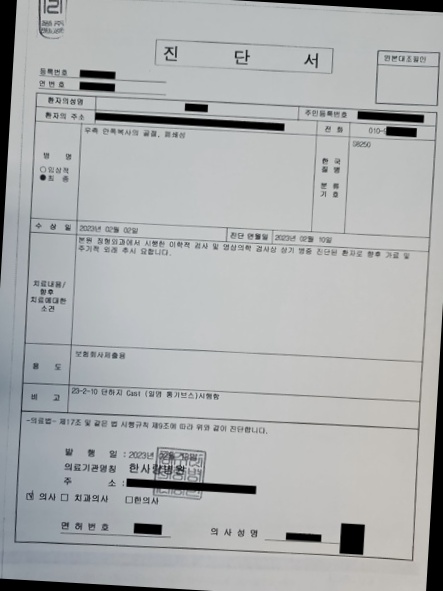 진 단 서
원본대조필인
등록번호
연 번호
환자의성명
주민등록번호
환자의 주소
전 화
010-
병 명
○임상적
●최 종
우측 안쪽복사의 골절, 폐쇄성
한국
질병
분류
기호
S8250
수 상 일
2023년 02월 02일
진단 연월일
2023년 02월 10일
치료내용/
향후
치료에대한
소견
본원 정형외과에서 시행한 이학적 검사 및 영상의학 검사상 상기 병증 진단된 환자로 향후 가료 및
주기적 외래 추시 요합니다.
용 도
보험회사제출용
비 고
23-2-10 단하지 Cast (일명 통기브스)시행함
-의료법- 제17조 및 같은 법 시행규칙 제9조에 따라 위와 같이 진단합니다.
발 행 일 : 2023년
의료기관명칭 한사랑병원
주 소 :
☑ 의사 □ 치과의사 □한의사
면 허 번 호
의 사 성 명